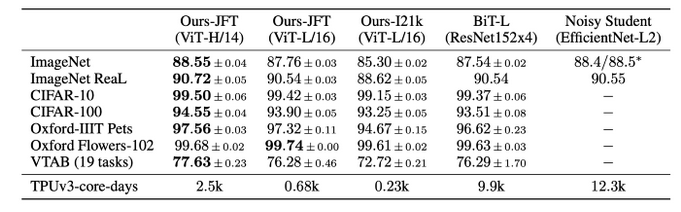 Ours-JFT Ours-JFT Ours-I21k BiT-L Noisy Student
(ViT-H/14) (ViT-L/16) (ViT-L/16) (ResNet152x4) (EfficientNet-L2)
ImageNet 88.55 ± 0.04 87.76 ± 0.03 85.30 ± 0.02 87.54 ± 0.02 88.4/88.5*
ImageNet ReaL 90.72 ± 0.05 90.54 ± 0.03 88.62 ± 0.05 90.54 90.55
CIFAR-10 99.50 ± 0.06 99.42 ± 0.03 99.15 ± 0.03 99.37 ± 0.06 −
CIFAR-100 94.55 ± 0.04 93.90 ± 0.05 93.25 ± 0.05 93.51 ± 0.08 −
Oxford-IIIT Pets 97.56 ± 0.03 97.32 ± 0.11 94.67 ± 0.15 96.62 ± 0.23 −
Oxford Flowers-102 99.68 ± 0.02 99.74 ± 0.00 99.61 ± 0.02 99.63 ± 0.03 −
VTAB (19 tasks) 77.63 ± 0.23 76.28 ± 0.46 72.72 ± 0.21 76.29 ± 1.70 −
TPUv3-core-days 2.5k 0.68k 0.23k 9.9k 12.3k